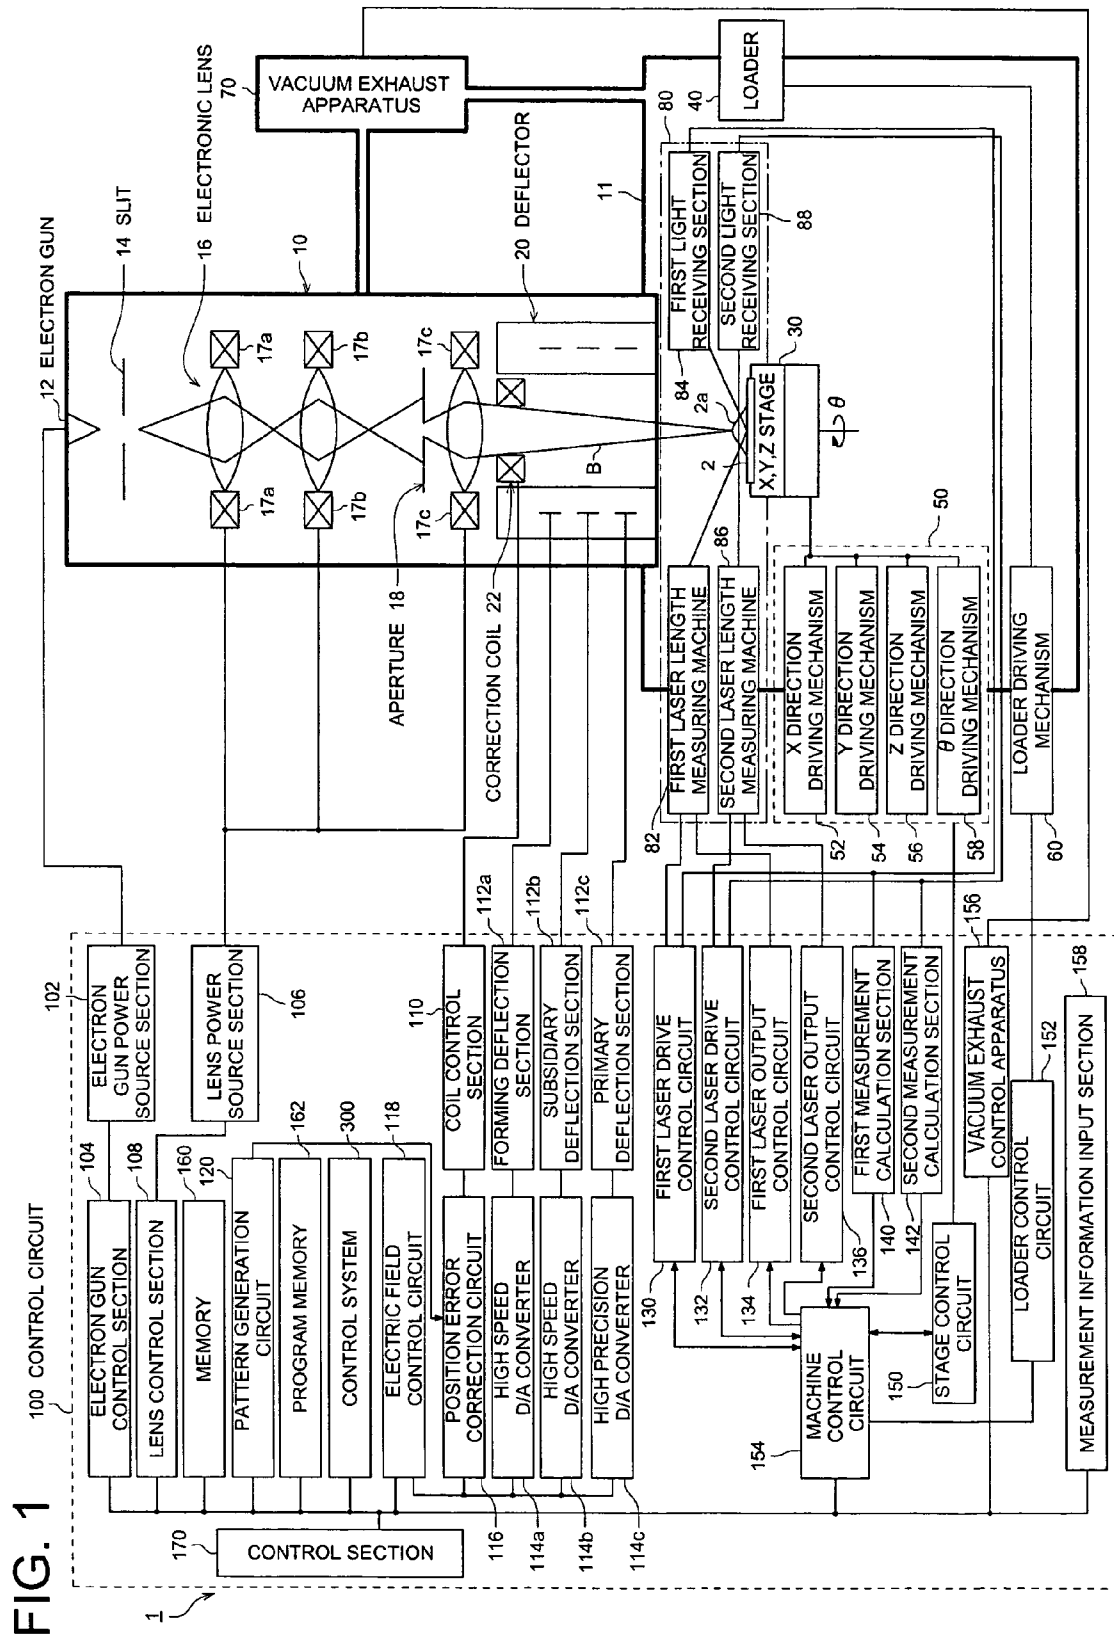 FIG. 1
1
100 CONTROL CIRCUIT
170
CONTROL SECTION
104
ELECTRON GUN
CONTROL SECTION
108
LENS CONTROL SECTION
160
MEMORY
120
PATTERN GENERATION
CIRCUIT
162
PROGRAM MEMORY
300
CONTROL SYSTEM
118
ELECTRIC FIELD
CONTROL CIRCUIT
POSITION ERROR
CORRECTION CIRCUIT
116
HIGH SPEED
D/A CONVERTER
114a
HIGH SPEED
D/A CONVERTER
114b
HIGH PRECISION
D/A CONVERTER
114c
102
ELECTRON
GUN POWER
SOURCE SECTION
LENS POWER
SOURCE SECTION
106
110
COIL CONTROL
SECTION
112a
FORMING DEFLECTION
SECTION
112b
SUBSIDIARY
DEFLECTION SECTION
112c
PRIMARY
DEFLECTION SECTION
FIRST LASER DRIVE
CONTROL CIRCUIT
130
SECOND LASER DRIVE
CONTROL CIRCUIT
132
FIRST LASER OUTPUT
CONTROL CIRCUIT
134
SECOND LASER OUTPUT
CONTROL CIRCUIT
136
FIRST MEASUREMENT
CALCULATION SECTION
140
SECOND MEASUREMENT
CALCULATION SECTION
142
MACHINE
CONTROL
CIRCUIT
154
STAGE CONTROL
CIRCUIT
150
156
VACUUM EXHAUST
CONTROL APPARATUS
LOADER CONTROL
CIRCUIT
152
MEASUREMENT INFORMATION INPUT SECTION
158
12 ELECTRON GUN
14 SLIT
16 ELECTRONIC LENS
17a
17a
17b
17b
17c
17c
APERTURE 18
CORRECTION COIL 22
10
20 DEFLECTOR
B
70
VACUUM EXHAUST
APPARATUS
11
40
LOADER
80
FIRST LIGHT
RECEIVING SECTION
84
SECOND LIGHT
RECEIVING SECTION
88
FIRST LASER LENGTH
MEASURING MACHINE
82
SECOND LASER LENGTH
MEASURING MACHINE
86
2
2a
X,Y,Z STAGE
30
θ
50
X DIRECTION
DRIVING MECHANISM
52
Y DIRECTION
DRIVING MECHANISM
54
Z DIRECTION
DRIVING MECHANISM
56
θ DIRECTION
DRIVING MECHANISM
58
LOADER DRIVING
MECHANISM
60